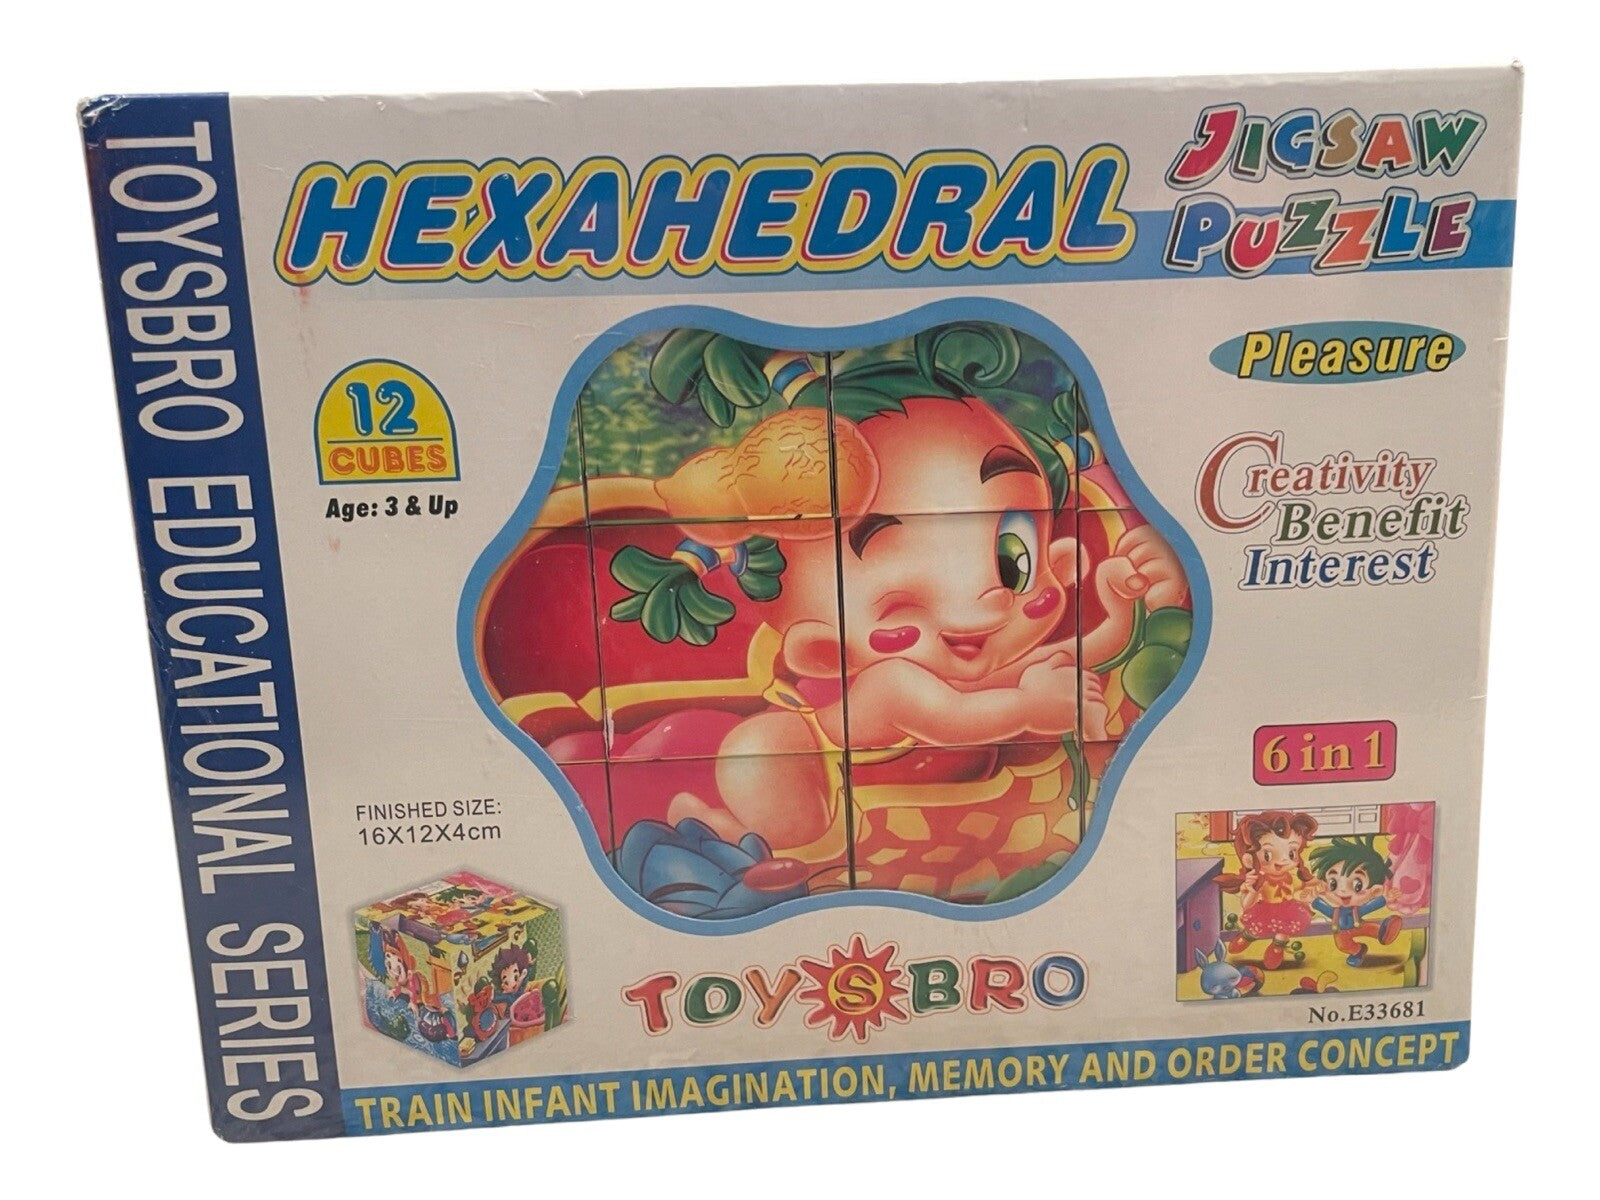 TOYSBRO EDUCATIONAL SERIES
HEXAHEDRAL
JIGSAW
PUZZLE
Pleasure
12
CUBES
Age: 3 & Up
Creativity
Benefit
Interest
6 in 1
FINISHED SIZE:
16X12X4cm
TOYSBRO
No.E33681
TRAIN INFANT IMAGINATION, MEMORY AND ORDER CONCEPT